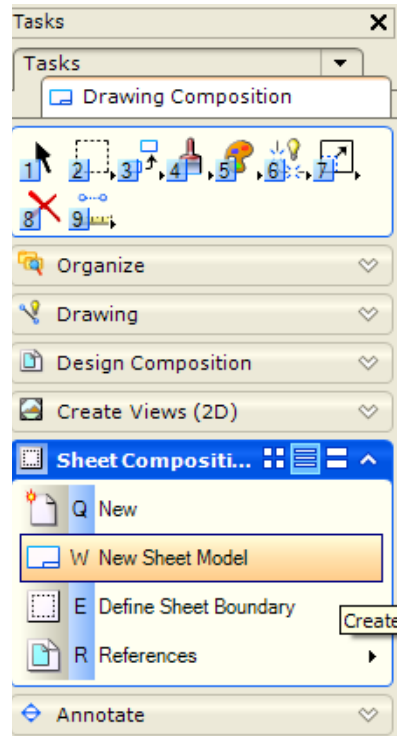 Tasks
Tasks
Drawing Composition
1 2 3 4 5 6 7
8 9
Organize
Drawing
Design Composition
Create Views (2D)
Sheet Compositi...
Q New
W New Sheet Model
E Define Sheet Boundary
Create
R References
Annotate